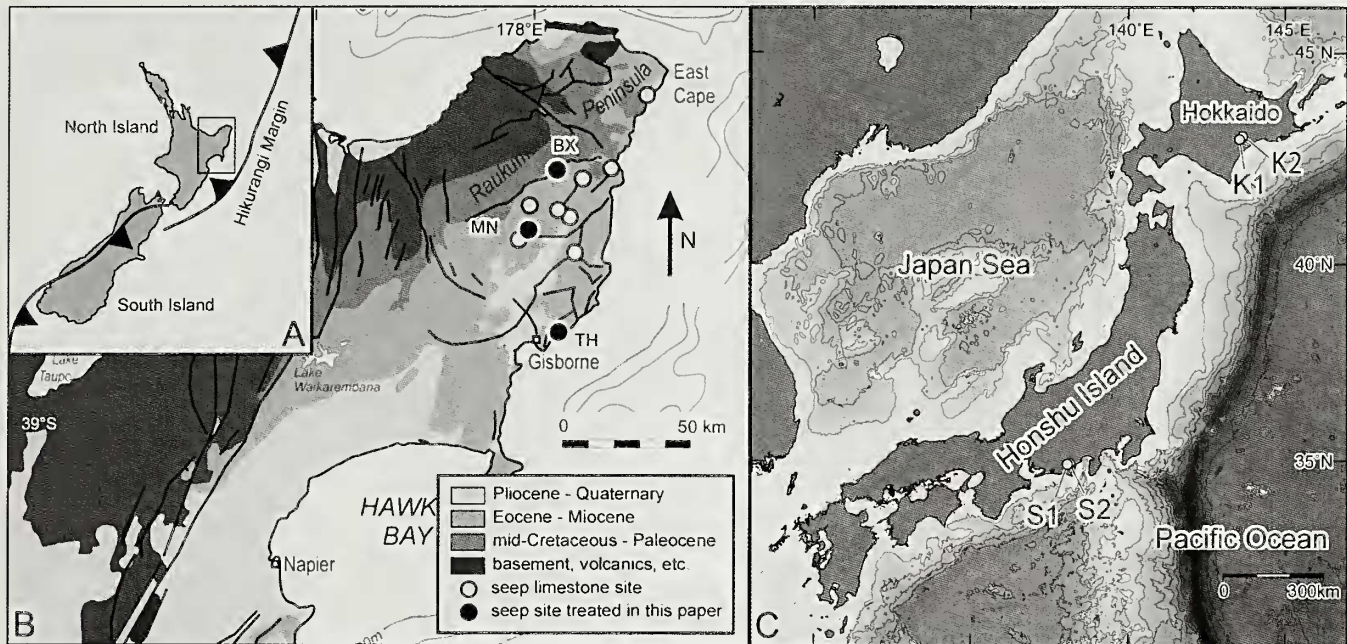 North Island
South Island
Hikurangi Margin
A
178°E
East
Cape
Peninsula
BX
MN
N
TH
Gisborne
Lake
Taupo
Lake
Waikaremoana
39°S
0 50 km
Napier
Pliocene - Quaternary
Eocene - Miocene
mid-Cretaceous - Paleocene
basement, volcanics, etc.
seep limestone site
seep site treated in this paper
B
140°E
145°E
45°N
Hokkaido
K1
K2
40°N
Japan Sea
Honshu Island
35°N
S1
S2
Pacific Ocean
0 300km
C